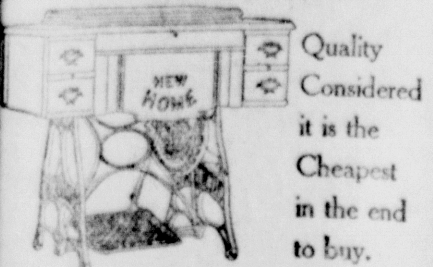 NEW
HOME
Quality
Considered
it is the
Cheapest
in the end
to buy.